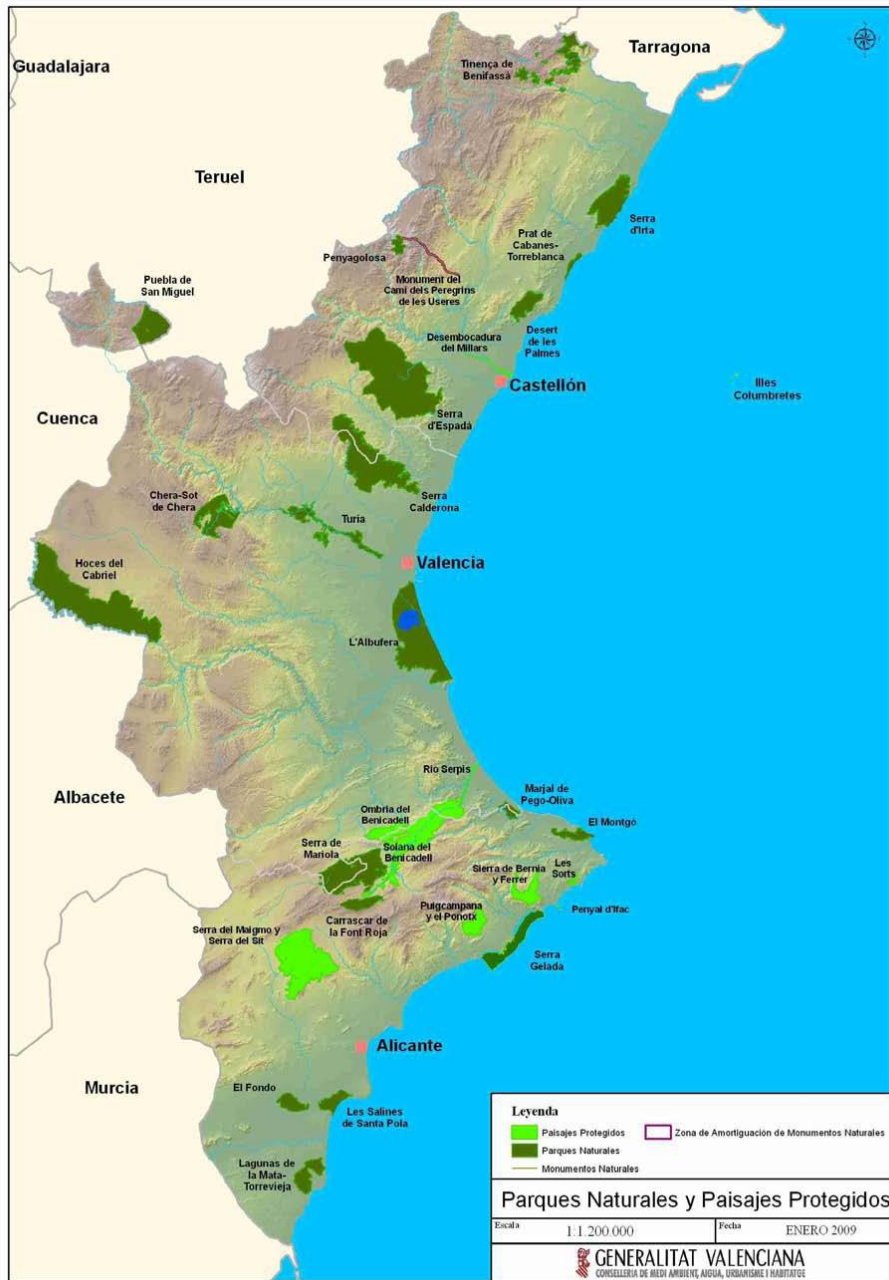 Tarragona
Guadalajara
Tinença de
Benifassà
Teruel
Serra
d'Irta
Prat de
Cabanes-
Torreblanca
Penyagolosa
Puebla de
San Miguel
Monument del
Camí dels Peregrins
de les Useres
Desert
de les
Palmes
Desembocadura
del Millars
Castellón
Illes
Columbretes
Cuenca
Serra
d'Espadà
Chera-Sot
de Chera
Serra
Calderona
Turia
Valencia
Hoces del
Cabriel
L'Albufera
Río Serpis
Albacete
Marjal de
Pego-Oliva
Ombria del
Benicadell
El Montgó
Serra de
Mariola
Solana del
Benicadell
Sierra de Bernia
y Ferrer
Les
Sorts
Puigcampana
y el Ponotx
Penyal d'Ifac
Carrascar de
la Font Roja
Serra del Maigmo y
Serra del Sit
Serra
Gelada
Alicante
Murcia
El Fondo
Les Salines
de Santa Pola
Lagunas de
la Mata-
Torrevieja
Leyenda
Paisajes Protegidos
Zona de Amortiguación de Monumentos Naturales
Parques Naturales
Monumentos Naturales
Parques Naturales y Paisajes Protegidos
Escala 1:1.200.000 Fecha ENERO 2009
GENERALITAT VALENCIANA
CONSELLERIA DE MEDI AMBIENT, AIGUA, URBANISME I HABITATGE